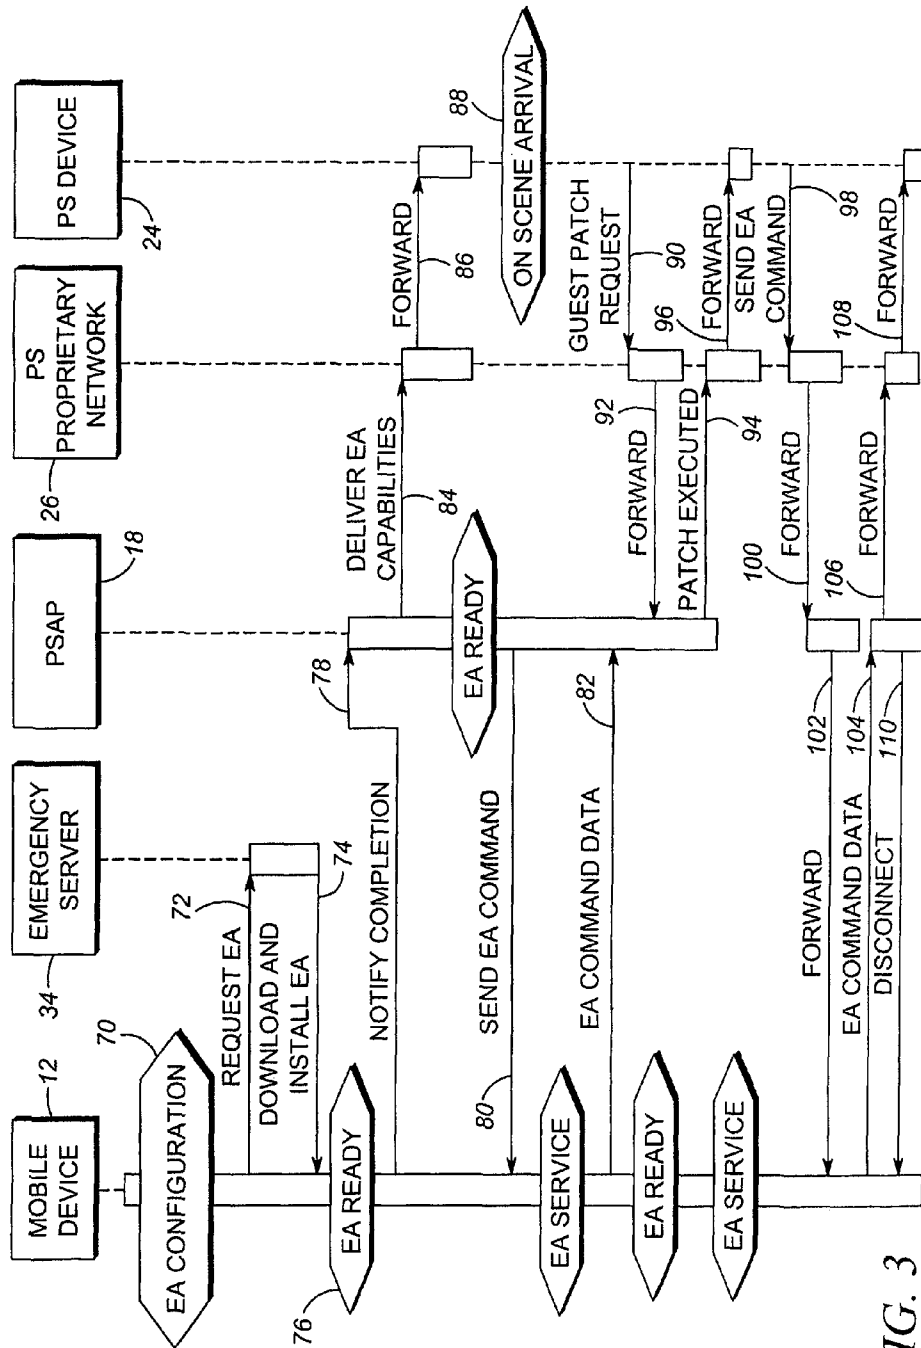 MOBILE
DEVICE
12
EMERGENCY
SERVER
34
PSAP
18
PS
PROPRIETARY
NETWORK
26
PS DEVICE
24
EA CONFIGURATION
70
REQUEST EA
72
DOWNLOAD AND
INSTALL EA
74
EA READY
76
NOTIFY COMPLETION
78
DELIVER EA
CAPABILITIES
84
FORWARD
86
EA READY
SEND EA COMMAND
80
ON SCENE ARRIVAL
88
EA SERVICE
EA COMMAND DATA
82
GUEST PATCH
REQUEST
90
EA READY
FORWARD
92
PATCH EXECUTED
94
FORWARD
96
EA SERVICE
SEND EA
COMMAND
98
FORWARD
100
FORWARD
102
EA COMMAND DATA
104
FORWARD
106
FORWARD
108
DISCONNECT
110
IG. 3